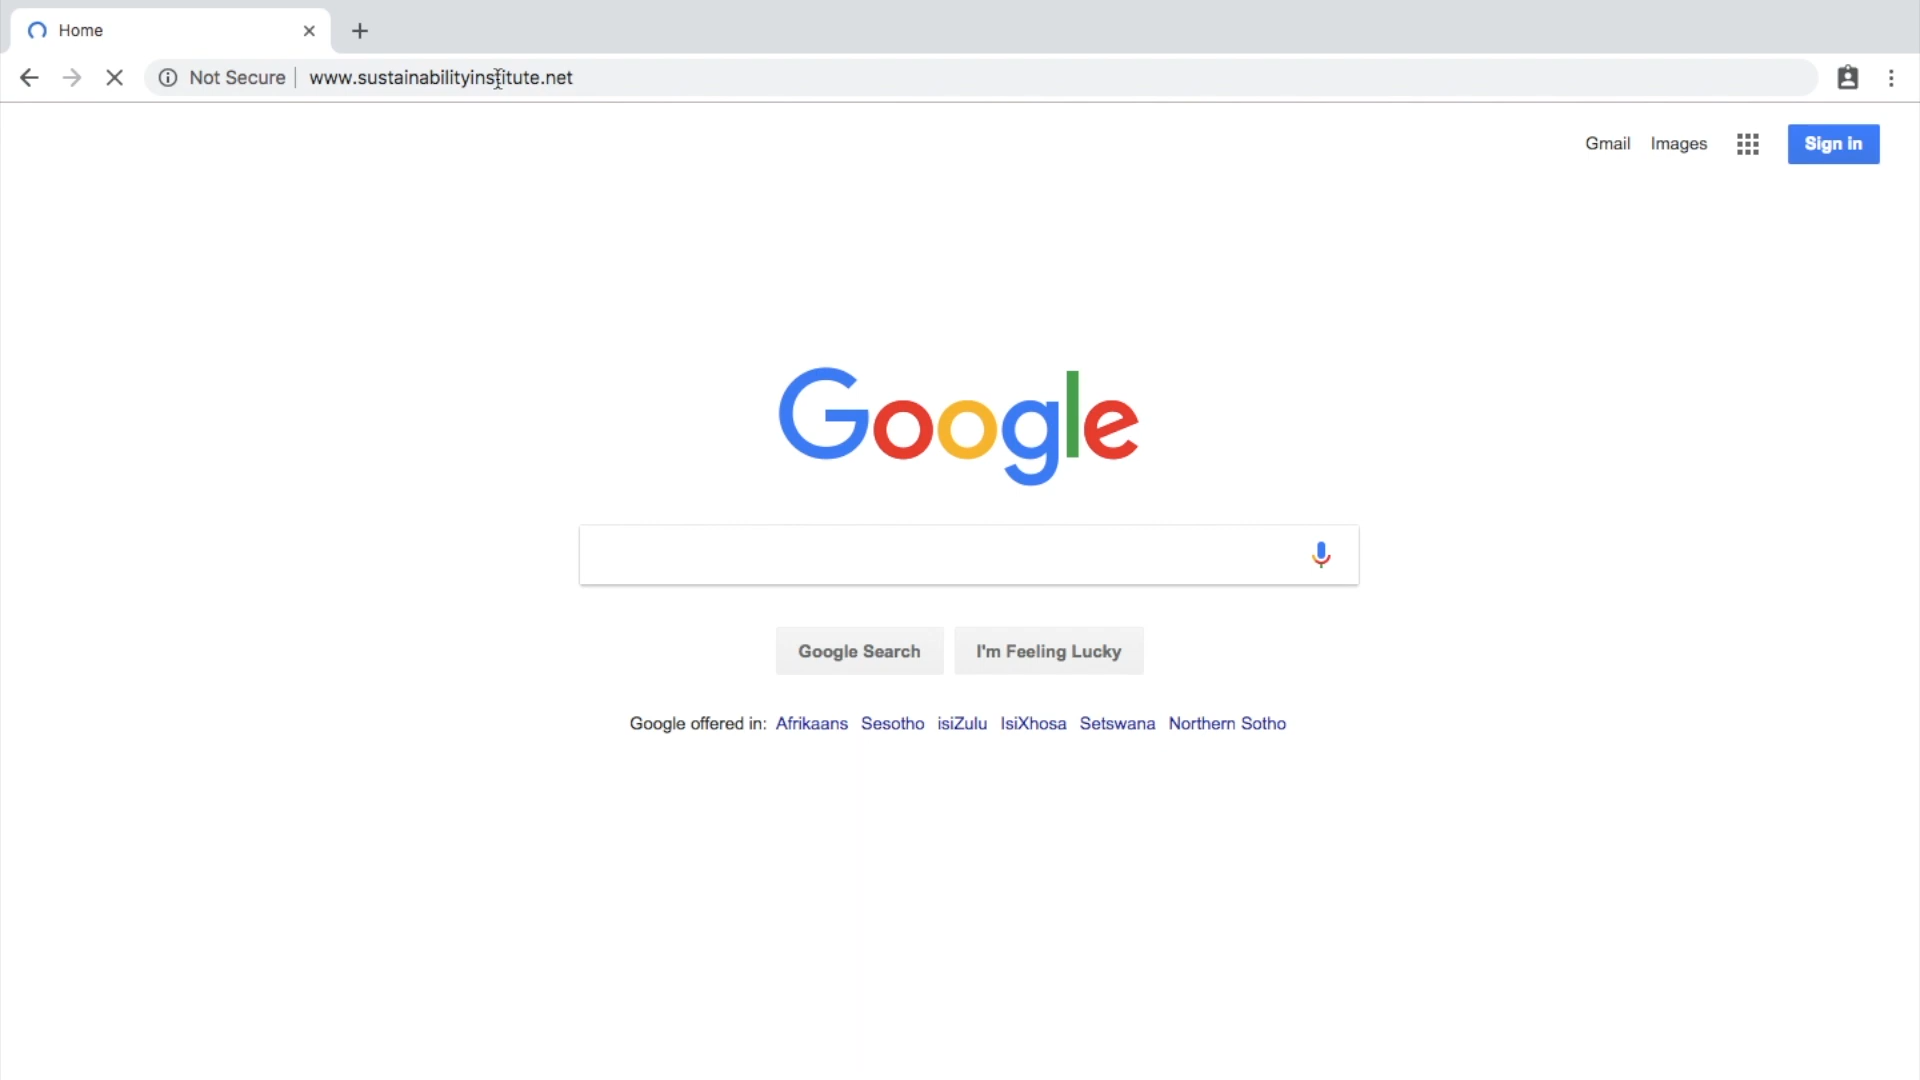 Home
Not Secure www.sustainabilityinstitute.net
Gmail Images Sign in
Google
Google Search I'm Feeling Lucky
Google offered in: Afrikaans Sesotho isiZulu IsiXhosa Setswana Northern Sotho